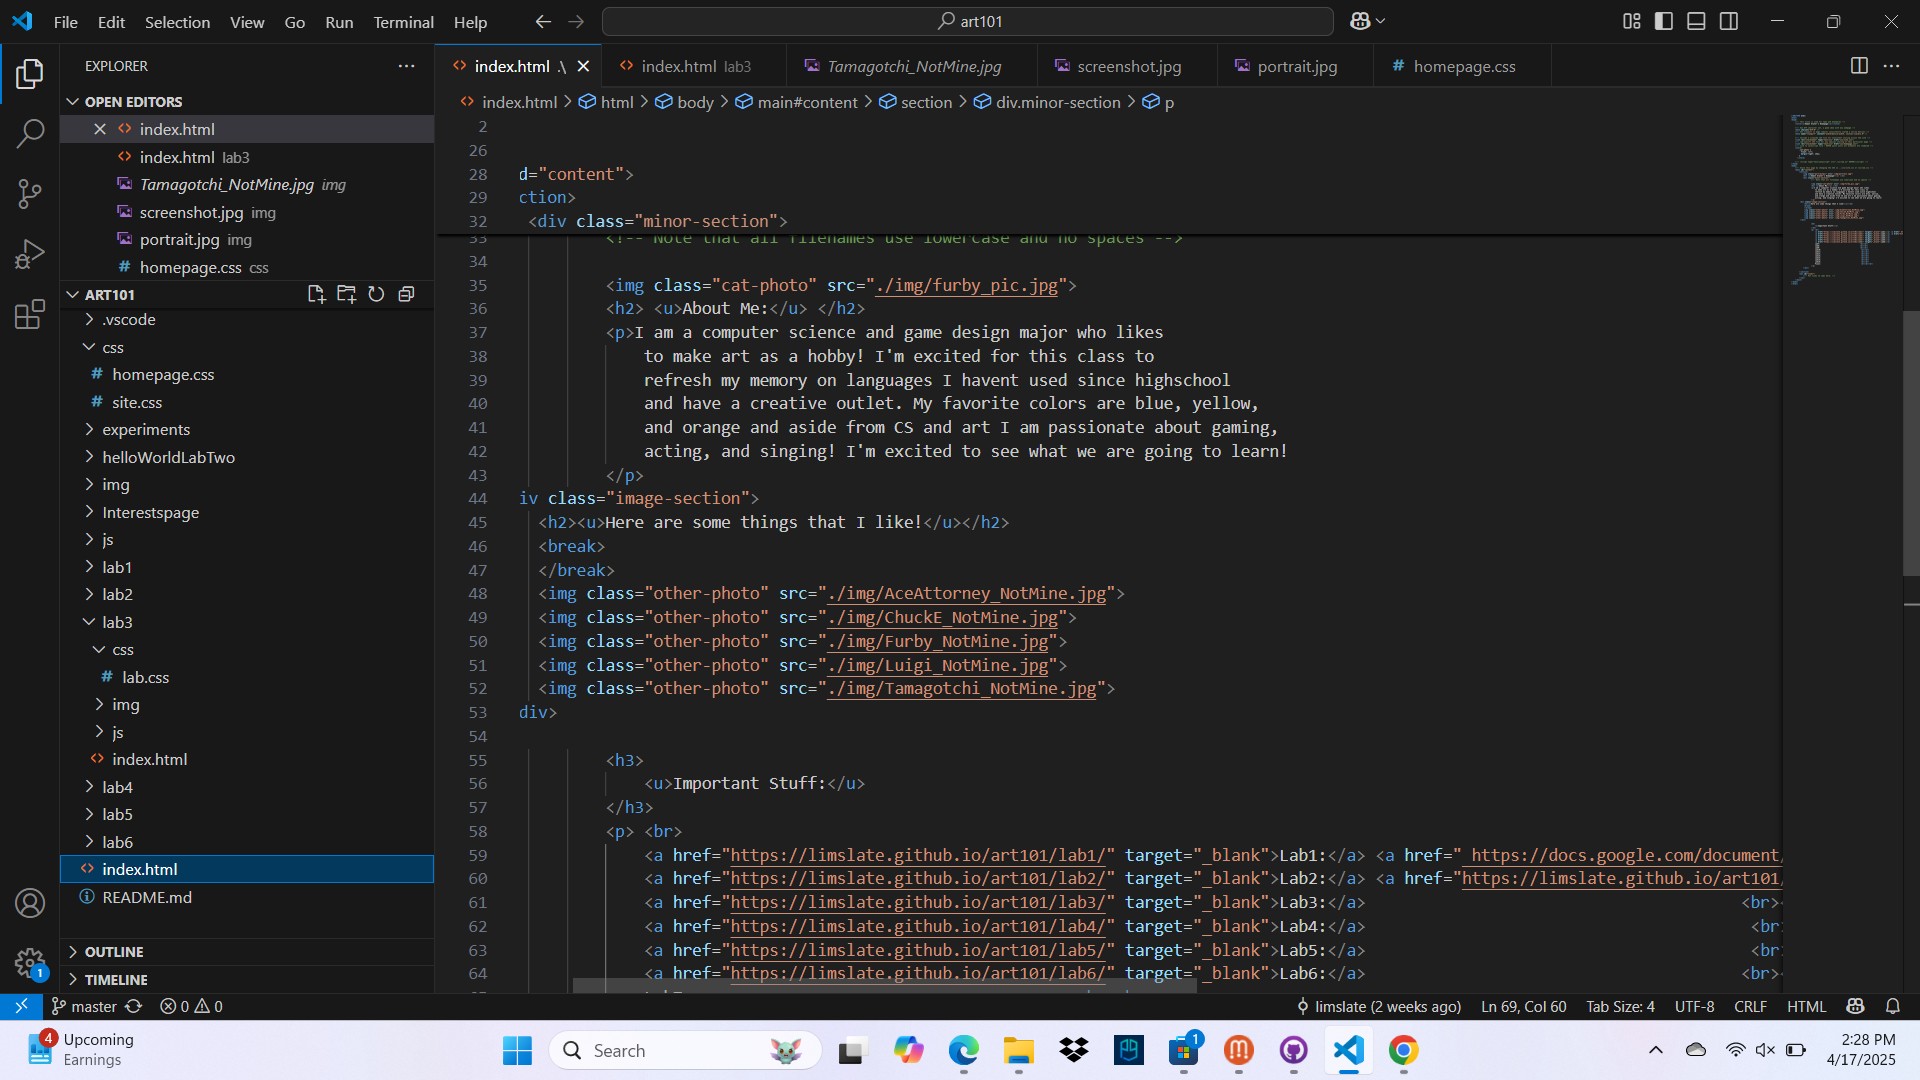 File Edit Selection View Go Run Terminal Help
art101
EXPLORER
OPEN EDITORS
index.html
index.html lab3
Tamagotchi_NotMine.jpg img
screenshot.jpg img
portrait.jpg img
homepage.css css
ART101
.vscode
css
homepage.css
site.css
experiments
helloWorldLabTwo
img
Interestspage
js
lab1
lab2
lab3
css
lab.css
img
js
index.html
lab4
lab5
lab6
index.html
README.md
OUTLINE
TIMELINE
index.html .\ index.html lab3 Tamagotchi_NotMine.jpg screenshot.jpg portrait.jpg homepage.css
index.html > html > body > main#content > section > div.minor-section > p
2
26
28 d="content">
29 ction>
32 <div class="minor-section">
33 <!-- Note that all filenames use lowercase and no spaces -->
34
35 <img class="cat-photo" src="./img/furby_pic.jpg">
36 <h2> <u>About Me:</u> </h2>
37 <p>I am a computer science and game design major who likes
38 to make art as a hobby! I'm excited for this class to
39 refresh my memory on languages I havent used since highschool
40 and have a creative outlet. My favorite colors are blue, yellow,
41 and orange and aside from CS and art I am passionate about gaming,
42 acting, and singing! I'm excited to see what we are going to learn!
43 </p>
44 iv class="image-section">
45 <h2><u>Here are some things that I like!</u></h2>
46 <break>
47 </break>
48 <img class="other-photo" src="./img/AceAttorney_NotMine.jpg">
49 <img class="other-photo" src="./img/ChuckE_NotMine.jpg">
50 <img class="other-photo" src="./img/Furby_NotMine.jpg">
51 <img class="other-photo" src="./img/Luigi_NotMine.jpg">
52 <img class="other-photo" src="./img/Tamagotchi_NotMine.jpg">
53 div>
54
55 <h3>
56 <u>Important Stuff:</u>
57 </h3>
58 <p> <br>
59 <a href="https://limslate.github.io/art101/lab1/" target="_blank">Lab1:</a> <a href=" https://docs.google.com/document/
60 <a href="https://limslate.github.io/art101/lab2/" target="_blank">Lab2:</a> <a href="https://limslate.github.io/art101/
61 <a href="https://limslate.github.io/art101/lab3/" target="_blank">Lab3:</a> <br>
62 <a href="https://limslate.github.io/art101/lab4/" target="_blank">Lab4:</a> <br
63 <a href="https://limslate.github.io/art101/lab5/" target="_blank">Lab5:</a> <br
64 <a href="https://limslate.github.io/art101/lab6/" target="_blank">Lab6:</a> <br>
1
master 0 0 limslate (2 weeks ago) Ln 69, Col 60 Tab Size: 4 UTF-8 CRLF HTML
4 Upcoming
Earnings
Search
1
2:28 PM
4/17/2025